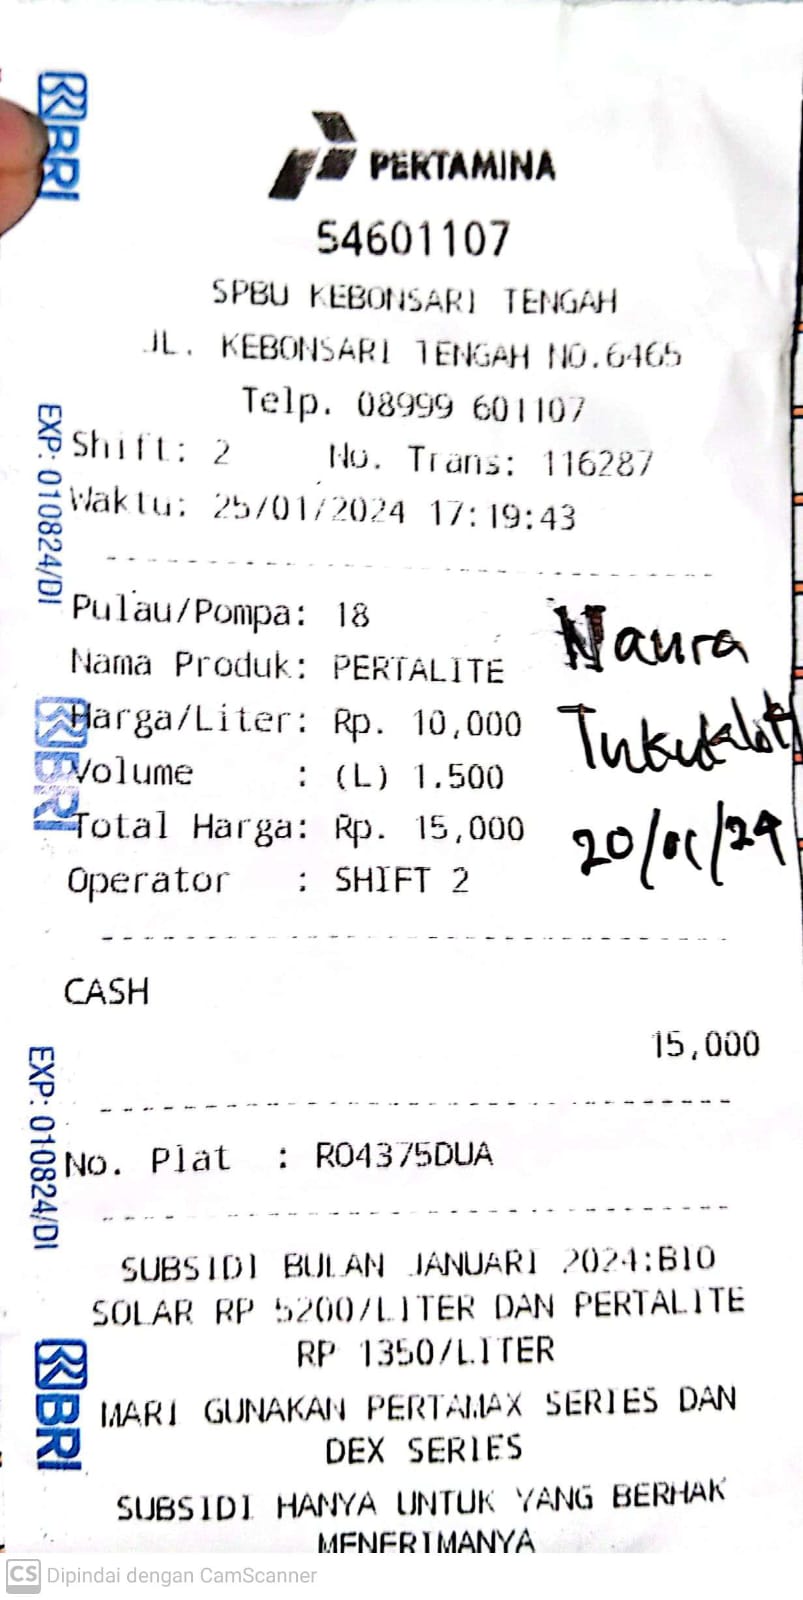 BRI
PERTAMINA
54601107
SPBU KEBONSARI TENGAH
JL. KEBONSARI TENGAH NO.6465
Telp. 08999 601107
Shift: 2 No. Trans: 116287
Waktu: 25/01/2024 17:19:43
EXP: 010824/DI
Pulau/Pompa: 18
Nama Produk: PERTALITE
Harga/Liter: Rp. 10,000
Volume : (L) 1.500
Total Harga: Rp. 15,000
Operator : SHIFT 2
Naura
20/01/24
BRI
CASH
15,000
EXP: 010824/DI
No. Plat : RO4375DUA
SUBSIDI BULAN JANUARI 2024:BIO
SOLAR RP 5200/LITER DAN PERTALITE
RP 1350/LITER
BRI
MARI GUNAKAN PERTAMAX SERIES DAN
DEX SERIES
SUBSIDI HANYA UNTUK YANG BERHAK
MENERIMANYA
CS Dipindai dengan CamScanner